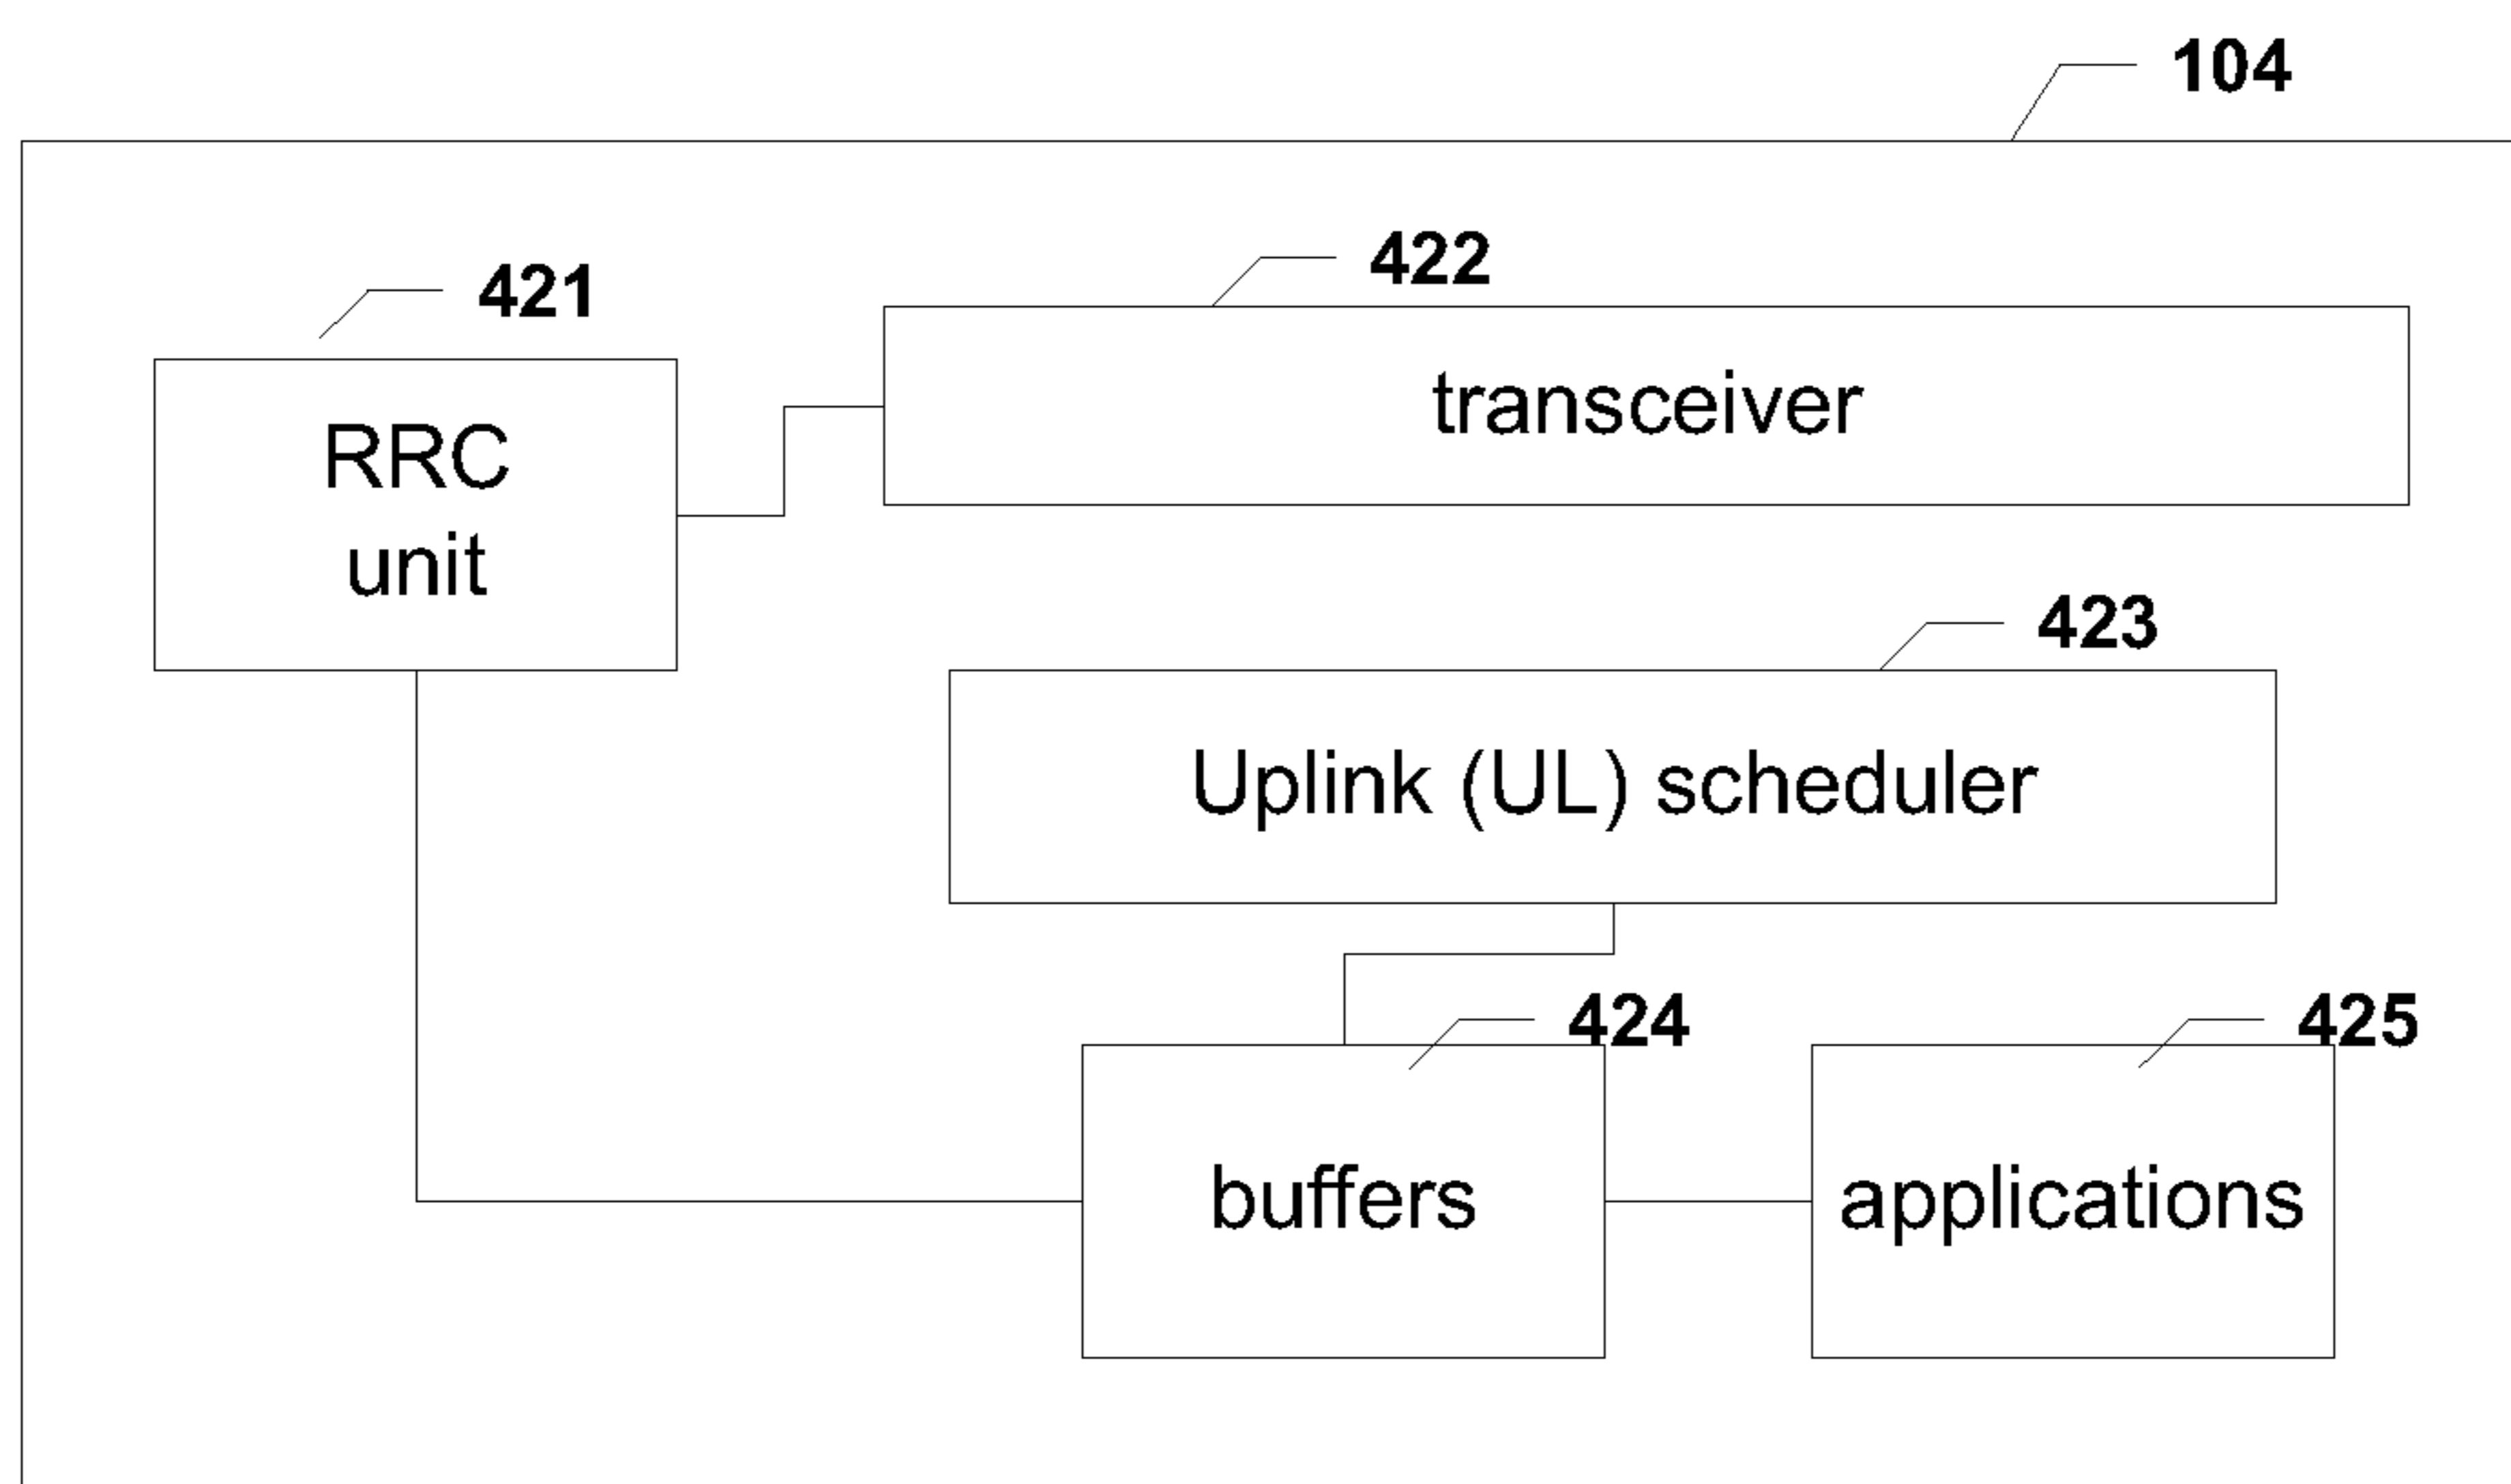 104
422
421
transceiver
RRC
unit
423
Uplink (UL) scheduler
424
425
buffers
applications